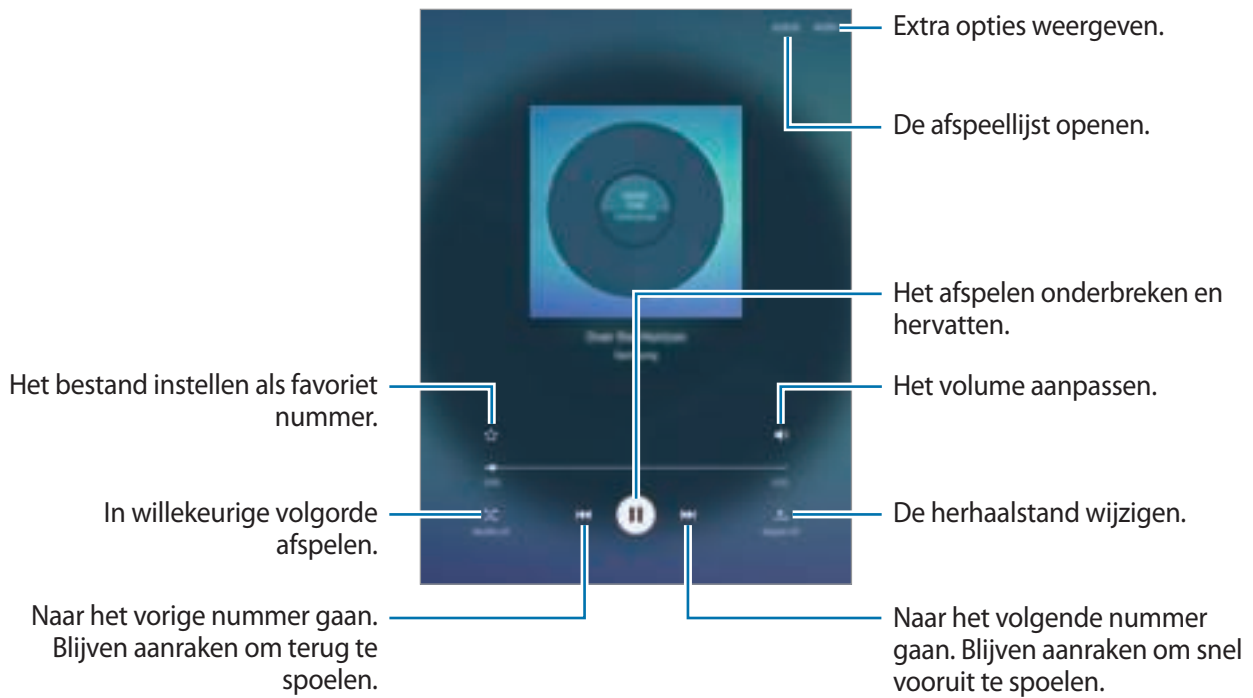 Extra opties weergeven.
De afspeellijst openen.
Het afspelen onderbreken en
hervatten.
Het bestand instellen als favoriet
nummer.
Het volume aanpassen.
In willekeurige volgorde
afspelen.
De herhaalstand wijzigen.
Naar het vorige nummer gaan.
Blijven aanraken om terug te
spoelen.
Naar het volgende nummer
gaan. Blijven aanraken om snel
vooruit te spoelen.